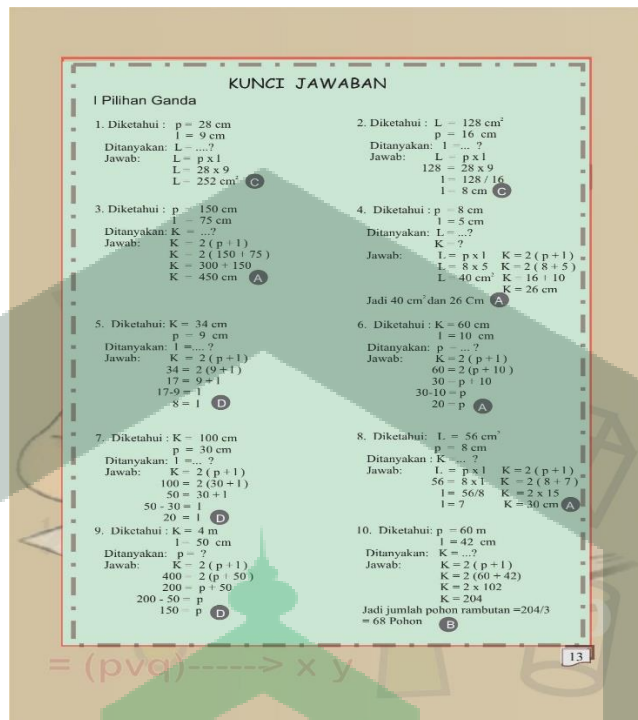 KUNCI JAWABAN
I Pilihan Ganda
1. Diketahui : p = 28 cm
l = 9 cm
Ditanyakan: L = ....?
Jawab: L = p x l
L = 28 x 9
L = 252 cm² C
2. Diketahui : L = 128 cm²
p = 16 cm
Ditanyakan: l =... ?
Jawab: L = p x l
128 = 28 x 9
l = 128 / 16
l = 8 cm C
3. Diketahui : p = 150 cm
l = 75 cm
Ditanyakan: K = ...?
Jawab: K = 2 ( p + l )
K = 2 ( 150 + 75 )
K = 300 + 150
K = 450 cm A
4. Diketahui : p = 8 cm
l = 5 cm
Ditanyakan: L = ...?
K = ?
Jawab: L = p x l K = 2 ( p + l )
L = 8 x 5 K = 2 ( 8 + 5 )
L = 40 cm² K = 16 + 10
K = 26 cm
Jadi 40 cm² dan 26 Cm A
5. Diketahui: K = 34 cm
p = 9 cm
Ditanyakan: l =.... ?
Jawab: K = 2 ( p + l )
34 = 2 (9 + l )
17 = 9 + l
17-9 = l
8 = l D
6. Diketahui : K = 60 cm
l = 10 cm
Ditanyakan: p = ... ?
Jawab: K = 2 ( p + l )
60 = 2 (p + 10 )
30 = p + 10
30-10 = p
20 = p A
7. Diketahui : K = 100 cm
p = 30 cm
Ditanyakan: l =... ?
Jawab: K = 2 ( p + l )
100 = 2 (30 + l )
50 = 30 + l
50 - 30 = l
20 = l D
8. Diketahui: L = 56 cm²
p = 8 cm
Ditanyakan : K ... ?
Jawab: L = p x l K = 2 ( p + l )
56 = 8 x l K = 2 ( 8 + 7 )
l = 56/8 K = 2 x 15
l = 7 K = 30 cm A
9. Diketahui : K = 4 m
l = 50 cm
Ditanyakan: p = ?
Jawab: K = 2 ( p + l )
400 = 2 (p + 50 )
200 = p + 50
200 - 50 = p
150 = p D
10. Diketahui: p = 60 m
l = 42 cm
Ditanyakan: K = ...?
Jawab: K = 2 ( p + l )
K = 2 (60 + 42)
K = 2 x 102
K = 204
Jadi jumlah pohon rambutan =204/3
= 68 Pohon B
13
= (pvq)-----> x y